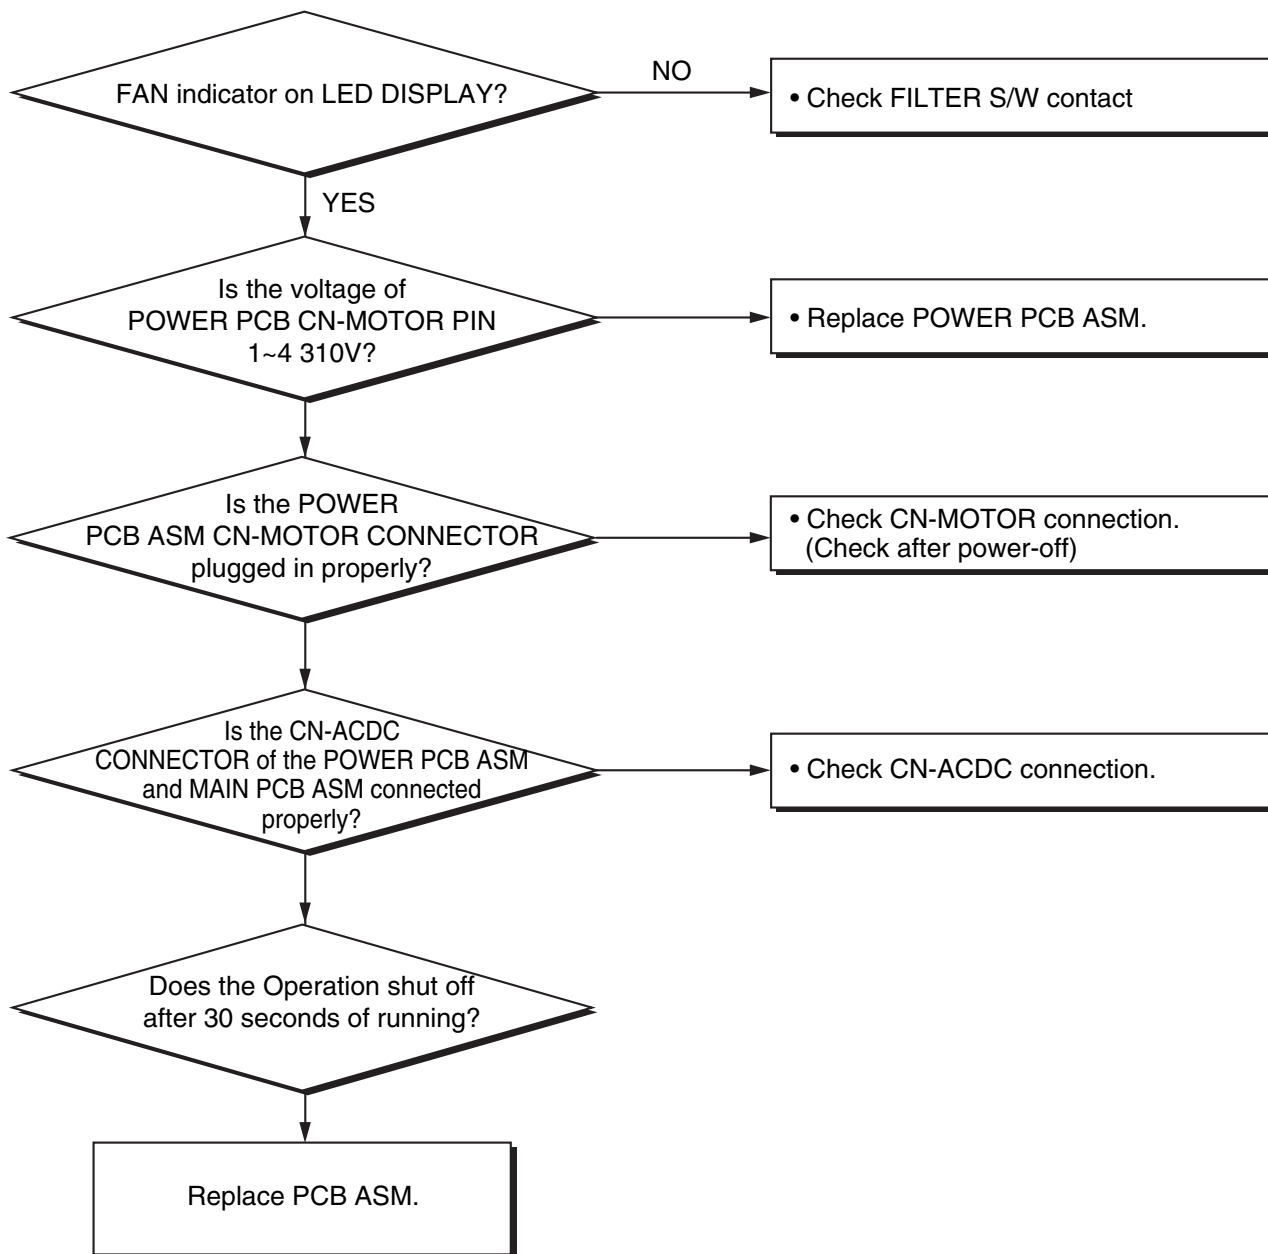 FAN indicator on LED DISPLAY?
NO
• Check FILTER S/W contact
YES
Is the voltage of
POWER PCB CN-MOTOR PIN
1~4 310V?
• Replace POWER PCB ASM.
Is the POWER
PCB ASM CN-MOTOR CONNECTOR
plugged in properly?
• Check CN-MOTOR connection.
(Check after power-off)
Is the CN-ACDC
CONNECTOR of the POWER PCB ASM
and MAIN PCB ASM connected
properly?
• Check CN-ACDC connection.
Does the Operation shut off
after 30 seconds of running?
Replace PCB ASM.